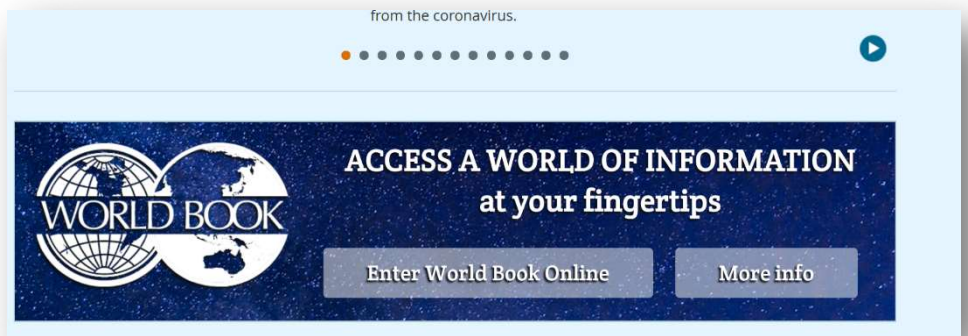 from the coronavirus.
WORLD BOOK
ACCESS A WORLD OF INFORMATION
at your fingertips
Enter World Book Online
More info